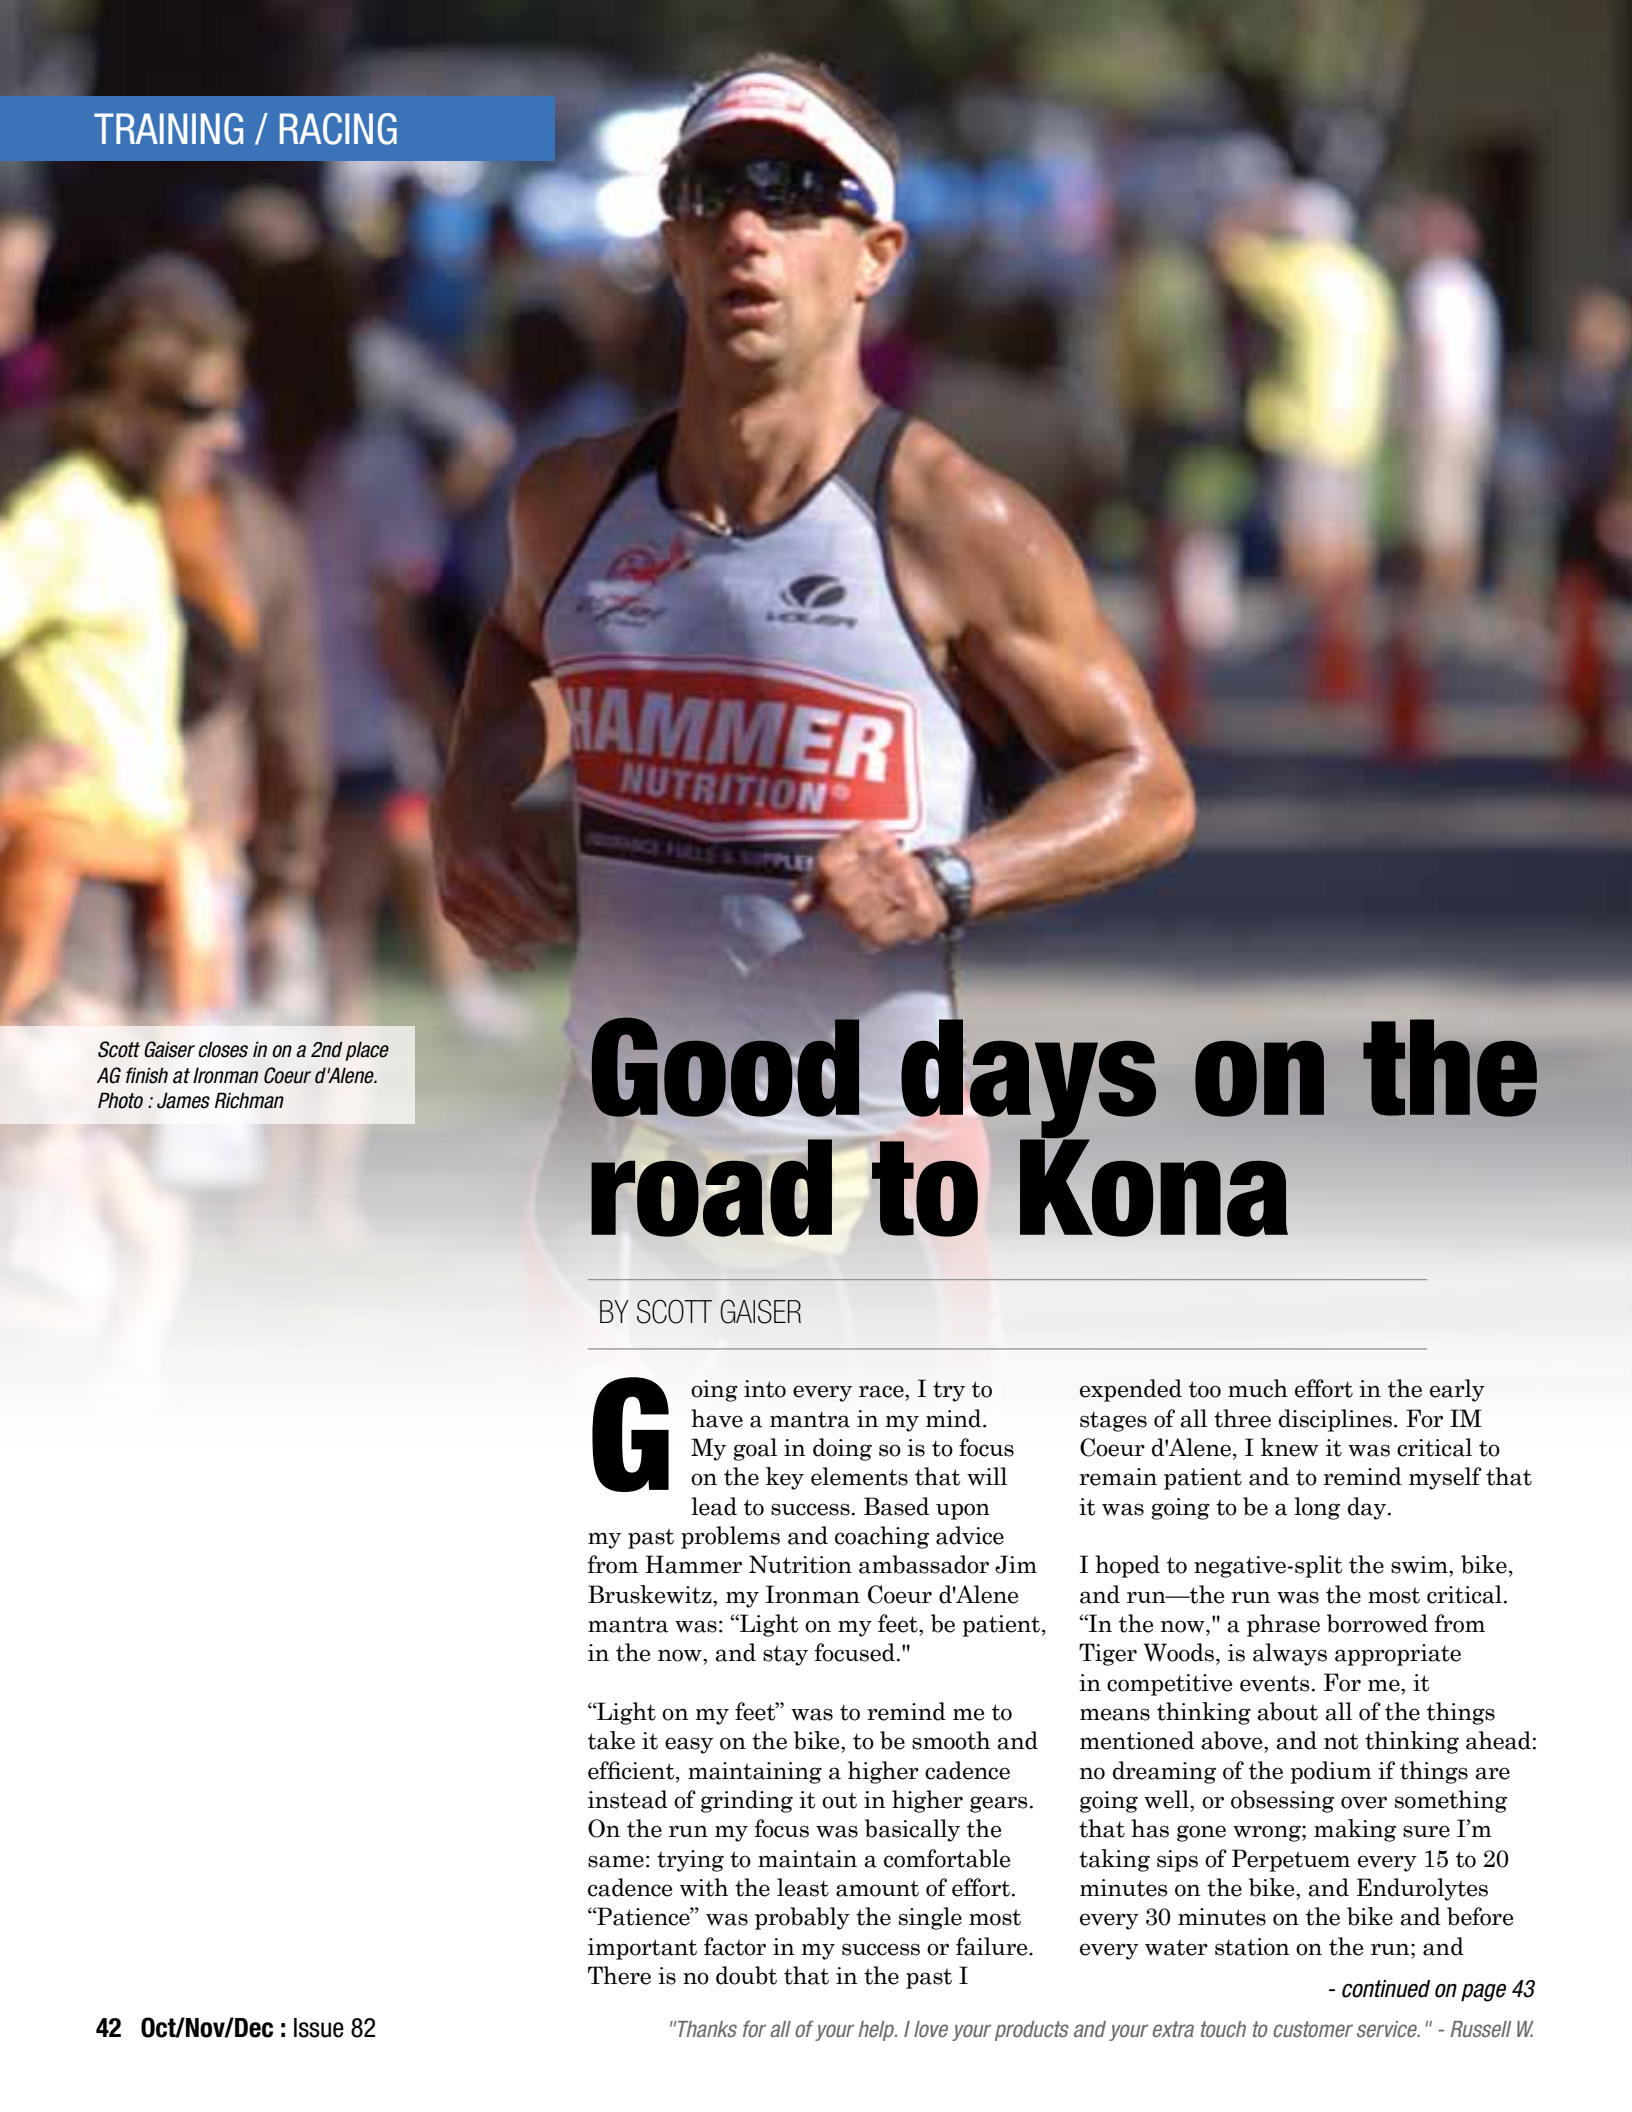 TRAINING / RACING
VOLER
HAMMER
NUTRITION®
Scott Gaiser closes in on a 2nd place
AG finish at Ironman Coeur d'Alene.
Photo : James Richman
Good days on the
road to Kona
BY SCOTT GAISER
Going into every race, I try to
have a mantra in my mind.
My goal in doing so is to focus
on the key elements that will
lead to success. Based upon
my past problems and coaching advice
from Hammer Nutrition ambassador Jim
Bruskewitz, my Ironman Coeur d'Alene
mantra was: “Light on my feet, be patient,
in the now, and stay focused."
“Light on my feet” was to remind me to
take it easy on the bike, to be smooth and
efficient, maintaining a higher cadence
instead of grinding it out in higher gears.
On the run my focus was basically the
same: trying to maintain a comfortable
cadence with the least amount of effort.
“Patience” was probably the single most
important factor in my success or failure.
There is no doubt that in the past I
expended too much effort in the early
stages of all three disciplines. For IM
Coeur d'Alene, I knew it was critical to
remain patient and to remind myself that
it was going to be a long day.
I hoped to negative-split the swim, bike,
and run—the run was the most critical.
“In the now," a phrase borrowed from
Tiger Woods, is always appropriate
in competitive events. For me, it
means thinking about all of the things
mentioned above, and not thinking ahead:
no dreaming of the podium if things are
going well, or obsessing over something
that has gone wrong; making sure I’m
taking sips of Perpetuem every 15 to 20
minutes on the bike, and Endurolytes
every 30 minutes on the bike and before
every water station on the run; and
- continued on page 43
42 Oct/Nov/Dec : Issue 82
"Thanks for all of your help. I love your products and your extra touch to customer service." - Russell W.